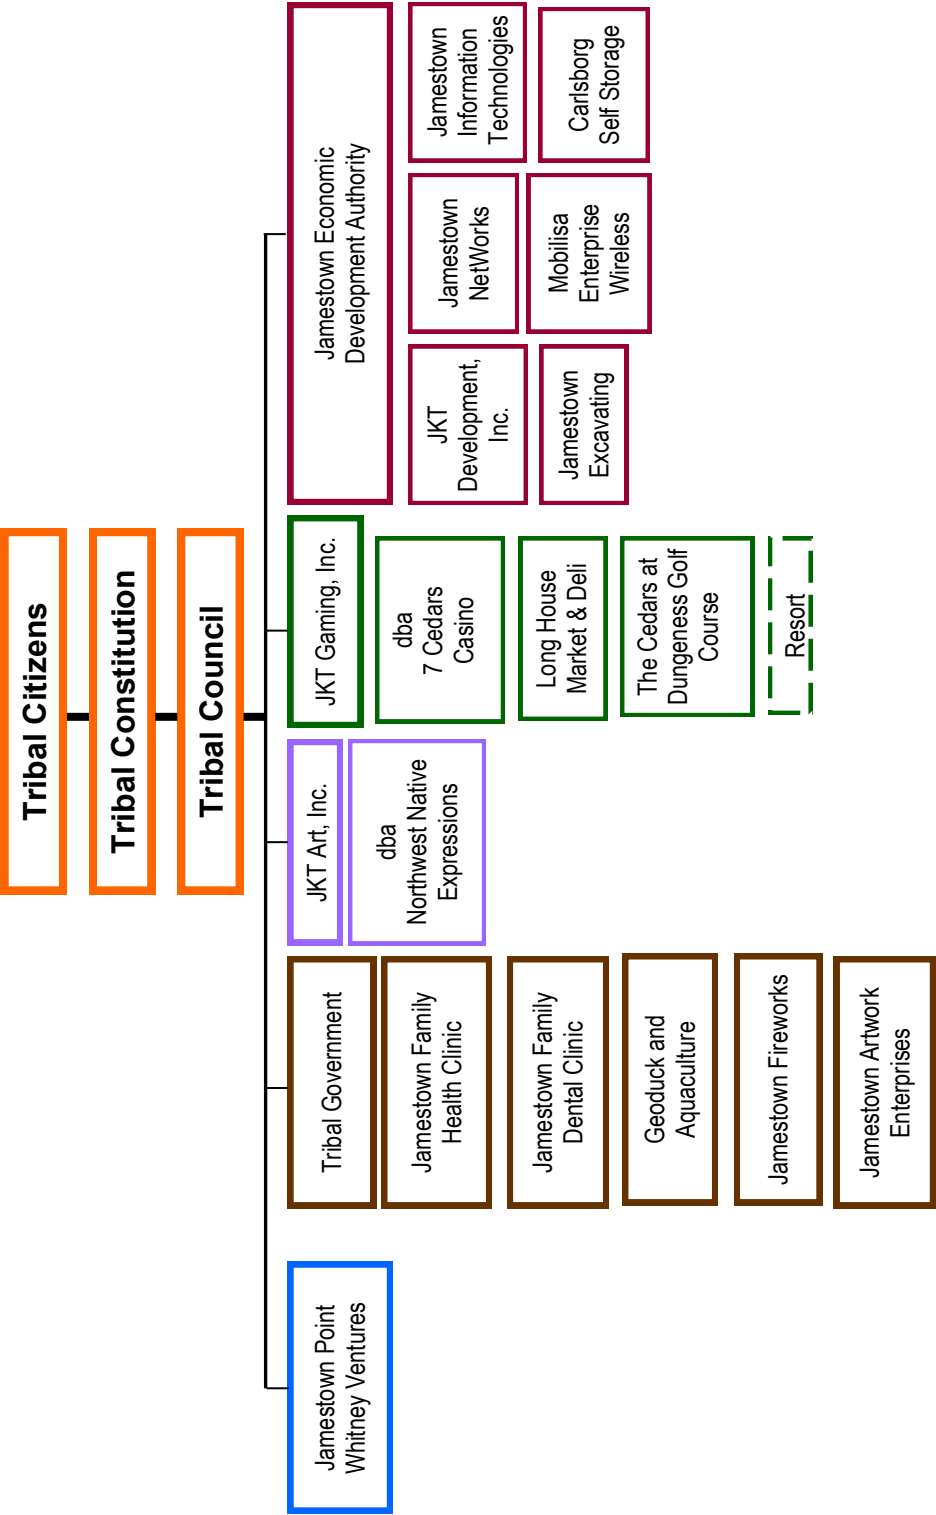 Tribal Citizens
Tribal Constitution
Tribal Council
Jamestown Point
Whitney Ventures
Tribal Government
Jamestown Family
Health Clinic
Jamestown Family
Dental Clinic
Geoduck and
Aquaculture
Jamestown Fireworks
Jamestown Artwork
Enterprises
JKT Art, Inc.
dba
Northwest Native
Expressions
JKT Gaming, Inc.
dba
7 Cedars
Casino
Long House
Market & Deli
The Cedars at
Dungeness Golf
Course
Resort
Jamestown Economic
Development Authority
JKT
Development,
Inc.
Jamestown
NetWorks
Jamestown
Information
Technologies
Jamestown
Excavating
Mobilisa
Enterprise
Wireless
Carlsborg
Self Storage